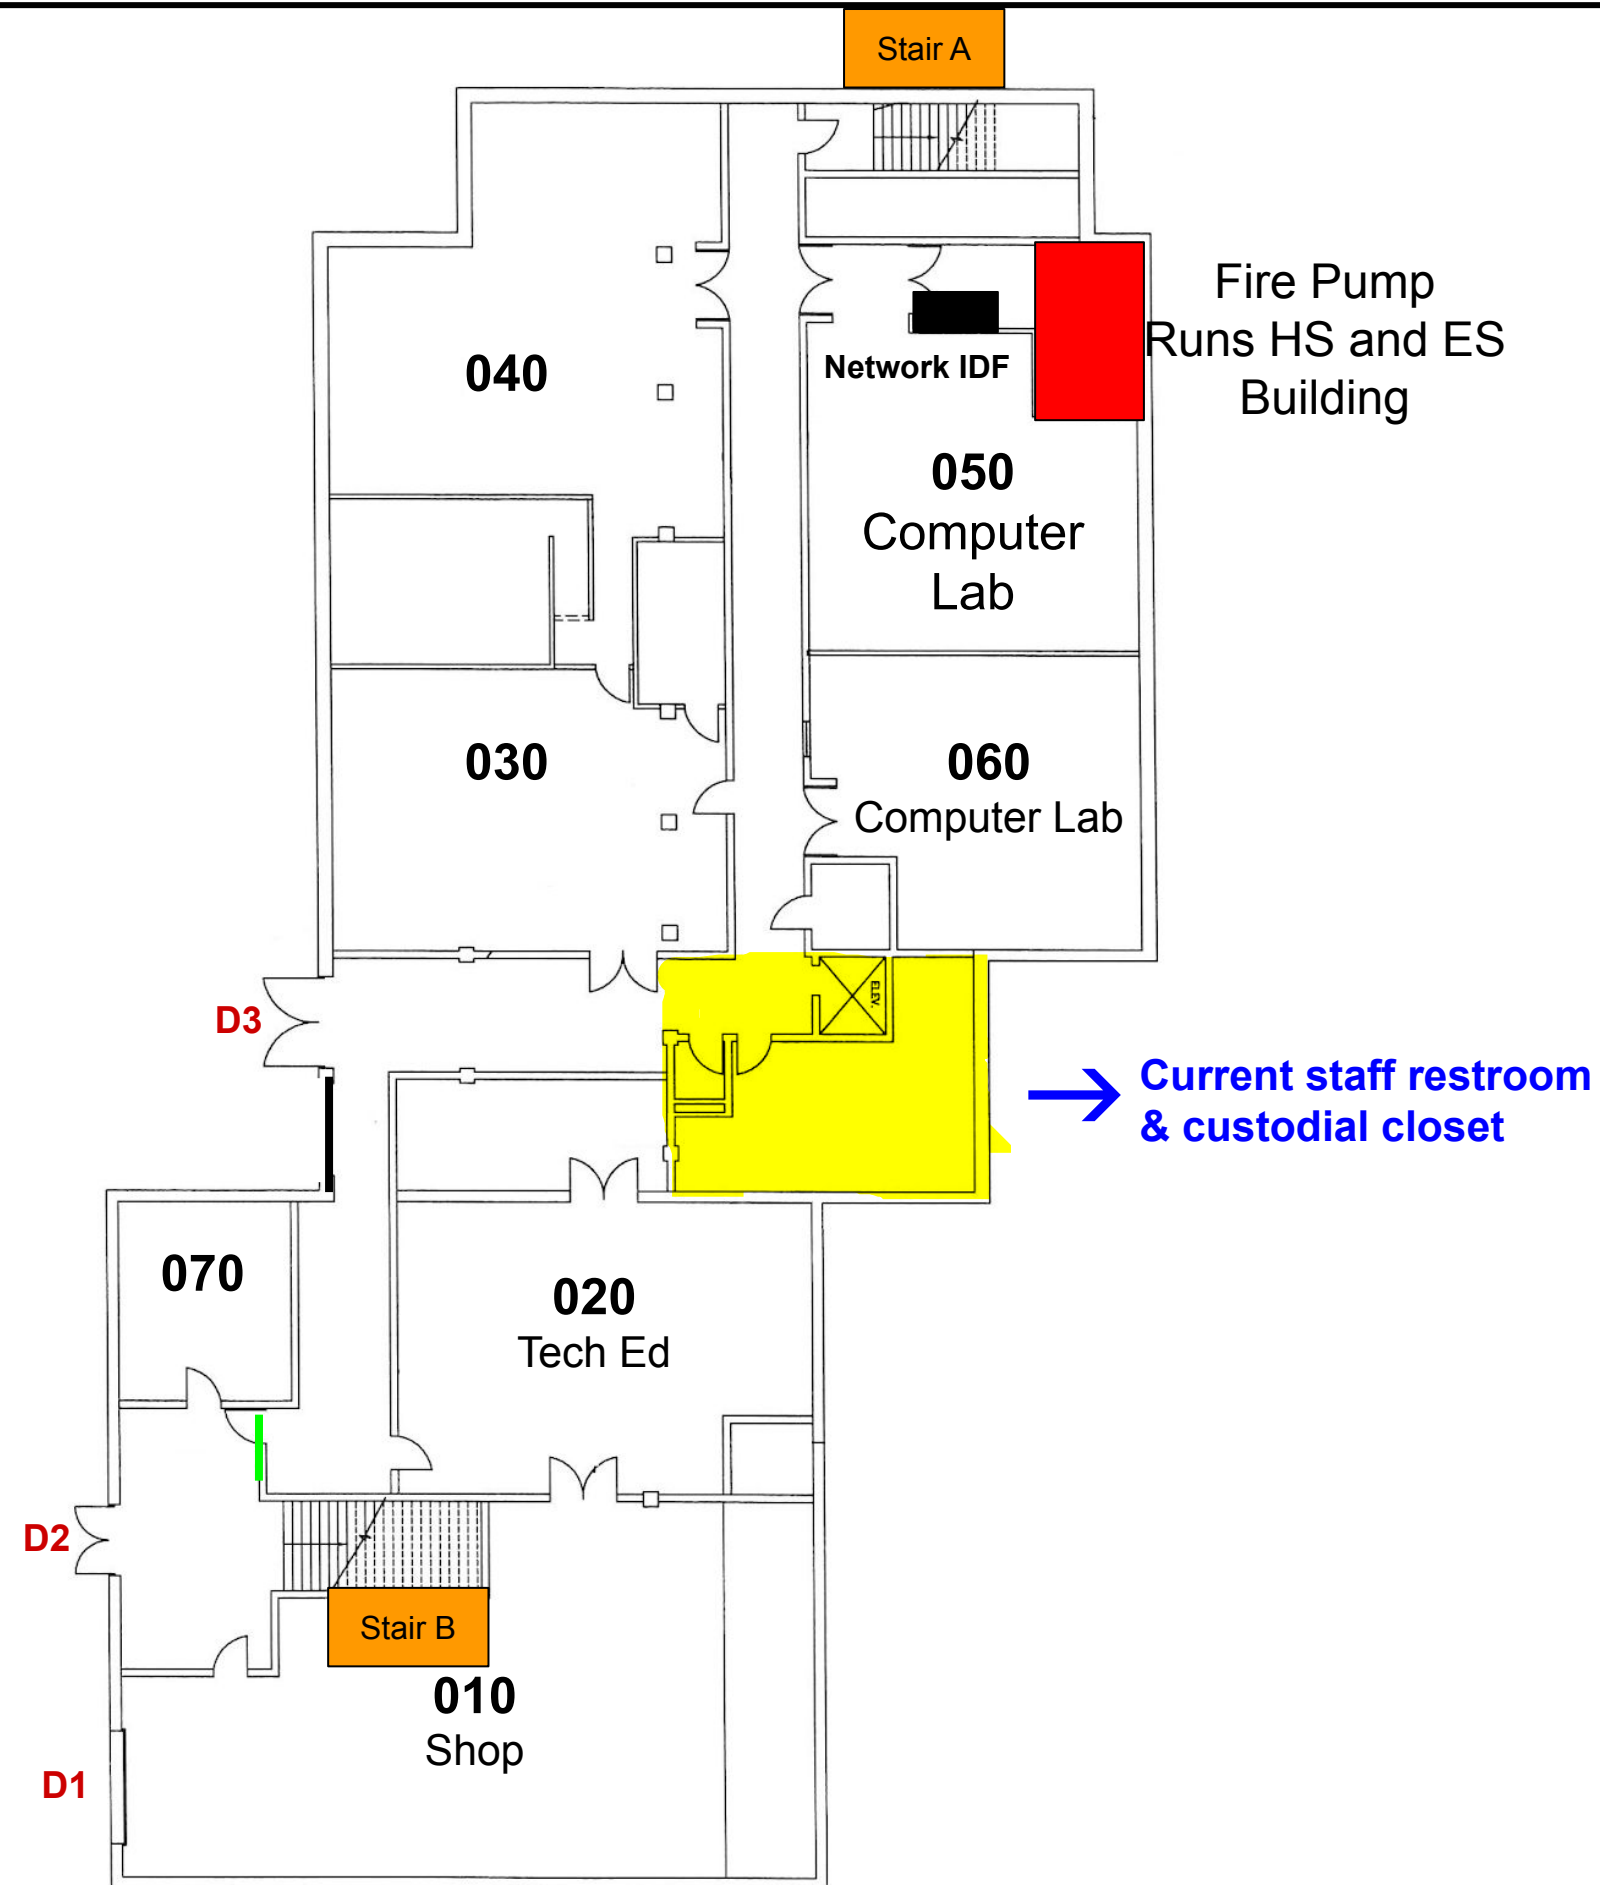 Stair A
Fire Pump
Runs HS and ES
Building
040
Network IDF
050
Computer
Lab
030
060
Computer Lab
ELEV.
D3
Current staff restroom
& custodial closet
070
020
Tech Ed
D2
Stair B
010
Shop
D1